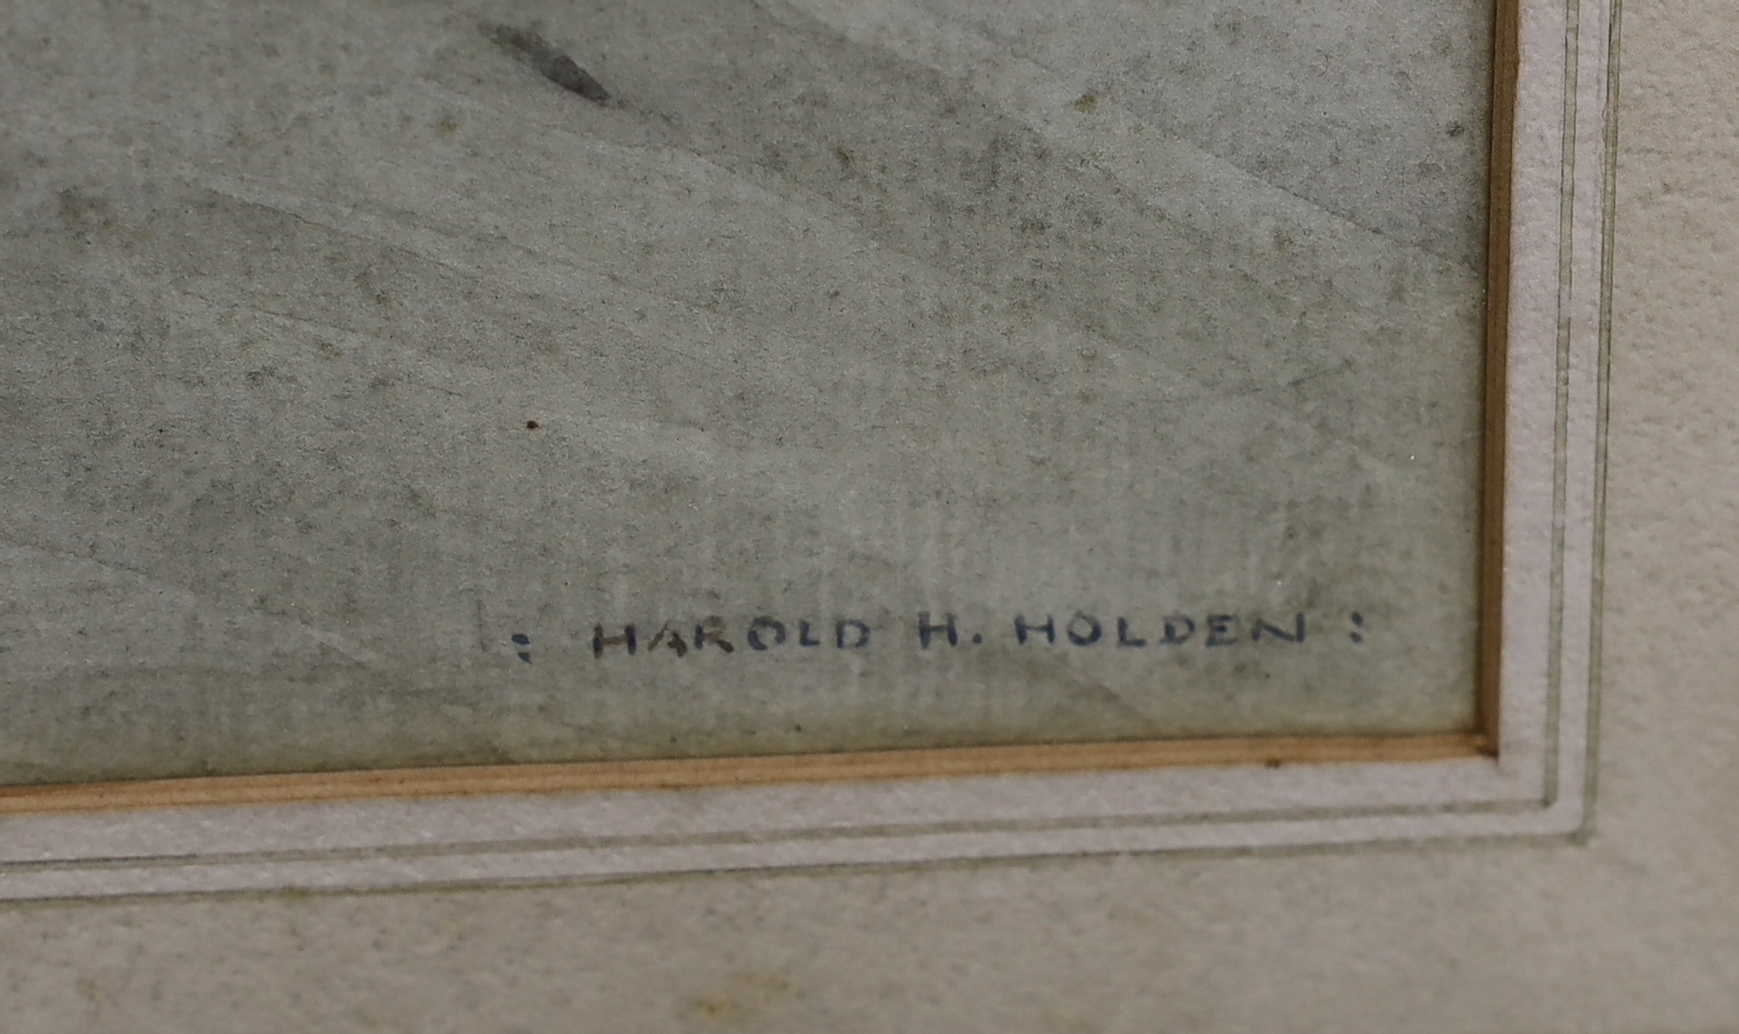 : HAROLD H. HOLDEN :